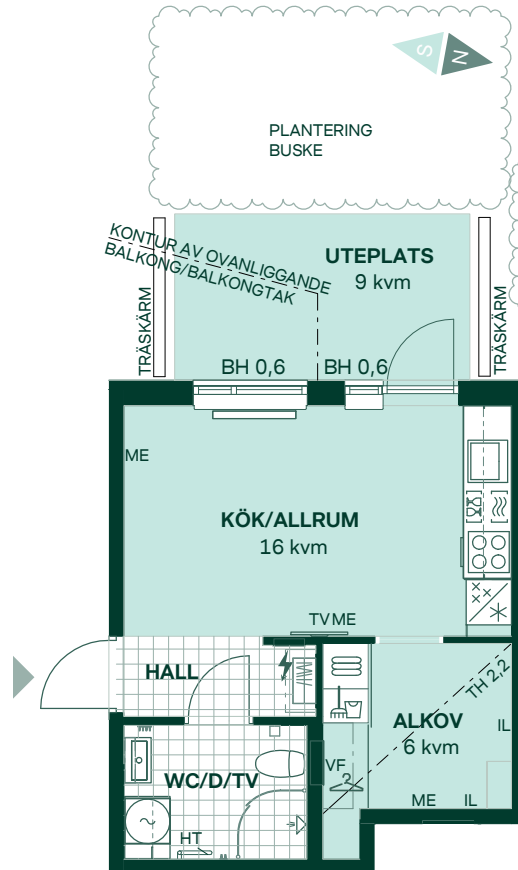 S
N
PLANTERING
BUSKE
KONTUR AV OVANLIGGANDE
BALKONG/BALKONGTAK
UTEPLATS
9 kvm
TRÄSKÄRM
TRÄSKÄRM
BH 0,6
BH 0,6
ME
KÖK/ALLRUM
16 kvm
TV ME
HALL
TH 2,2
ALKOV
6 kvm
IL
VF
WC/D/TV
ME
IL
HT